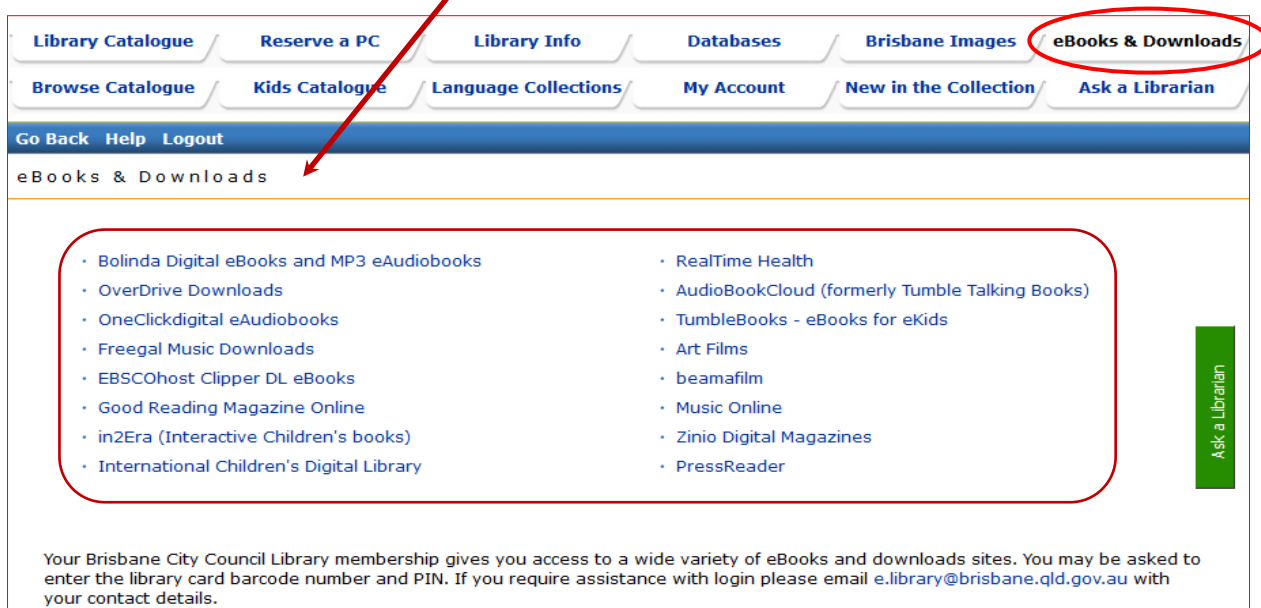 Library Catalogue Reserve a PC Library Info Databases Brisbane Images eBooks & Downloads
Browse Catalogue Kids Catalogue Language Collections My Account New in the Collection Ask a Librarian
Go Back Help Logout
eBooks & Downloads
· Bolinda Digital eBooks and MP3 eAudiobooks
· OverDrive Downloads
· OneClickdigital eAudiobooks
· Freegal Music Downloads
· EBSCOhost Clipper DL eBooks
· Good Reading Magazine Online
· in2Era (Interactive Children's books)
· International Children's Digital Library
· RealTime Health
· AudioBookCloud (formerly Tumble Talking Books)
· TumbleBooks - eBooks for eKids
· Art Films
· beamafilm
· Music Online
· Zinio Digital Magazines
· PressReader
Ask a Librarian
Your Brisbane City Council Library membership gives you access to a wide variety of eBooks and downloads sites. You may be asked to
enter the library card barcode number and PIN. If you require assistance with login please email e.library@brisbane.qld.gov.au with
your contact details.